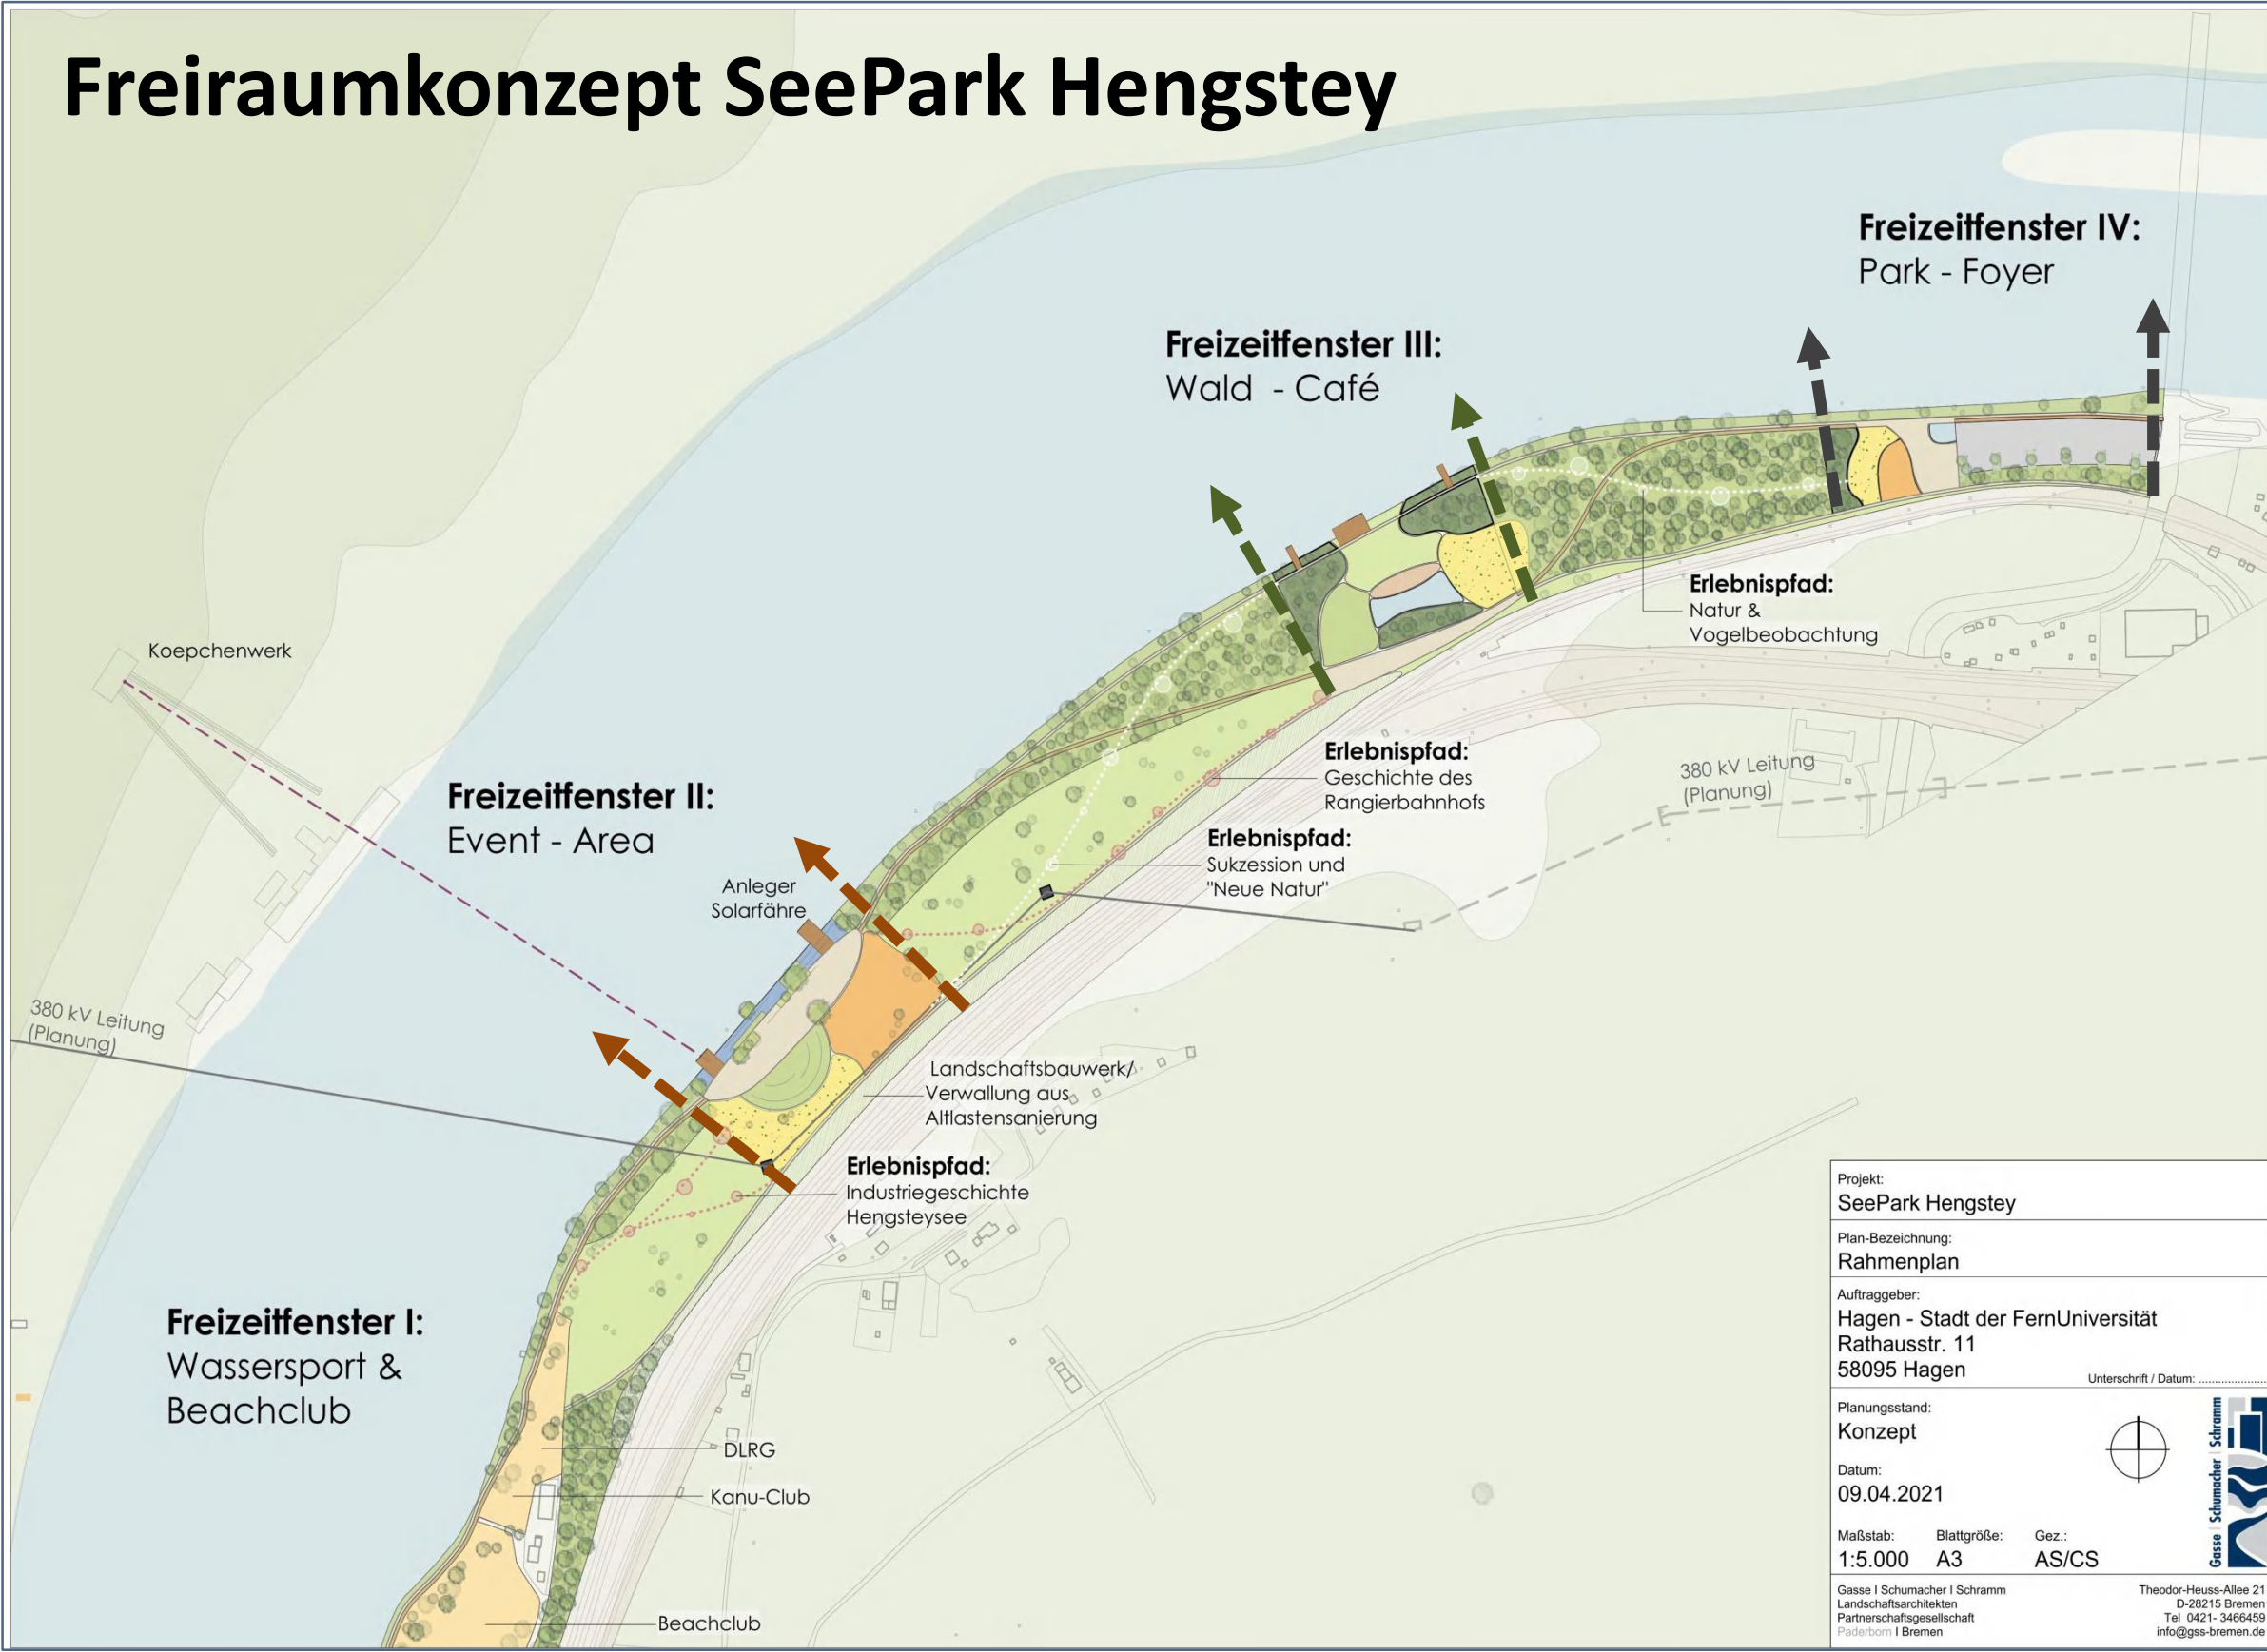 Freiraumkonzept SeePark Hengstey
Freizeitfenster IV:
Park - Foyer
Freizeitfenster III:
Wald - Café
Erlebnispfad:
Natur &
Vogelbeobachtung
Koepchenwerk
Erlebnispfad:
Geschichte des
Rangierbahnhofs
380 kV Leitung
(Planung)
Freizeitfenster II:
Event - Area
Erlebnispfad:
Sukzession und
"Neue Natur"
Anleger
Solarfähre
380 kV Leitung
(Planung)
Landschaftsbauwerk/
Verwallung aus
Altlastensanierung
Erlebnispfad:
Industriegeschichte
Hengsteysee
Freizeitfenster I:
Wassersport &
Beachclub
DLRG
Kanu-Club
Beachclub
Projekt:
SeePark Hengstey
Plan-Bezeichnung:
Rahmenplan
Auftraggeber:
Hagen - Stadt der FernUniversität
Rathausstr. 11
58095 Hagen
Unterschrift / Datum: ....................
Planungsstand:
Konzept
Datum:
09.04.2021
Maßstab: Blattgröße: Gez.:
1:5.000 A3 AS/CS
Gasse | Schumacher | Schramm
Gasse I Schumacher I Schramm
Landschaftsarchitekten
Partnerschaftsgesellschaft
Paderborn I Bremen
Theodor-Heuss-Allee 21
D-28215 Bremen
Tel 0421- 3466459
info@gss-bremen.de